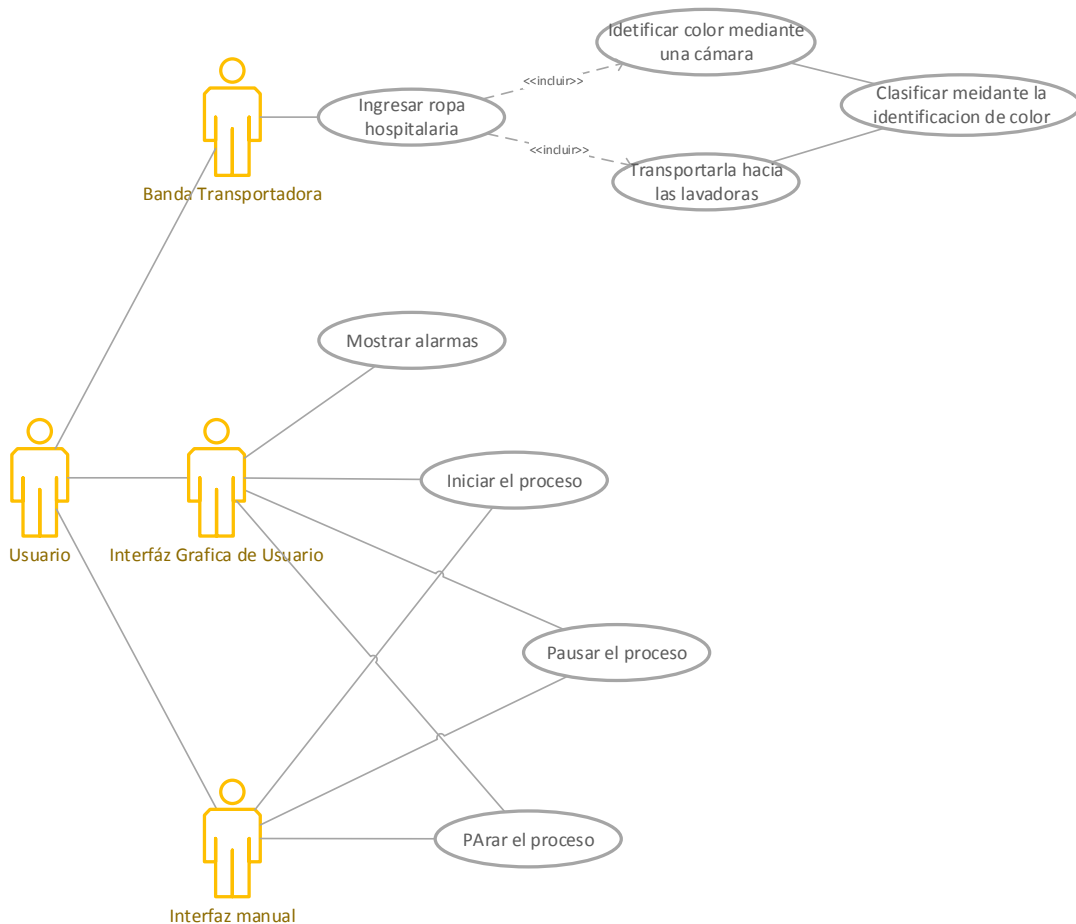 Idetificar color mediante
una cámara
<<incluir>>
Ingresar ropa
hospitalaria
Clasificar meidante la
identificacion de color
<<incluir>>
Transportarla hacia
las lavadoras
Banda Transportadora
Mostrar alarmas
Iniciar el proceso
Usuario
Interfáz Grafica de Usuario
Pausar el proceso
PArar el proceso
Interfaz manual